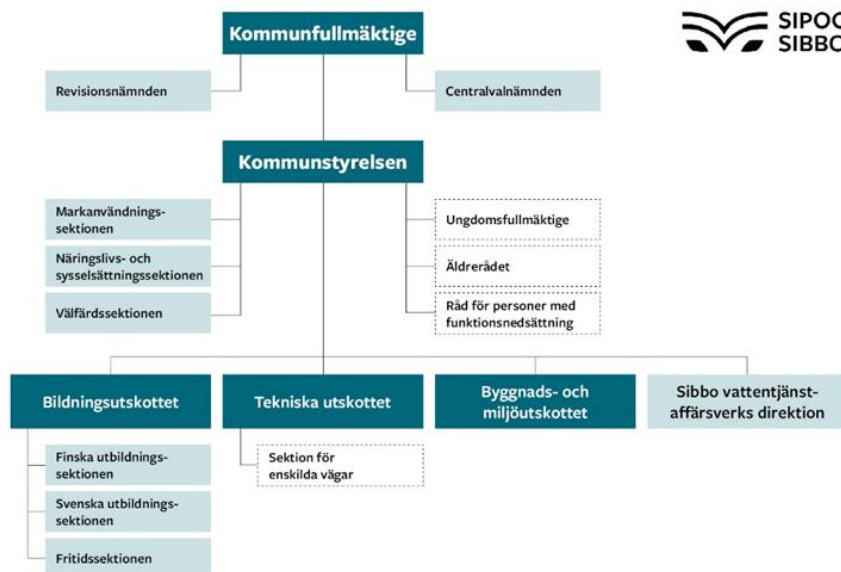 Kommunfullmäktige
SIPOO
SIBBO
Revisionsnämnden
Centralvalnämnden
Kommunstyrelsen
Markanvändnings-
sektionen
Ungdomsfullmäktige
Näringslivs- och
sysselsättningssektionen
Äldrerådet
Välfärdssektionen
Råd för personer med
funktionsnedsättning
Bildningsutskottet
Tekniska utskottet
Byggnads- och
miljöutskottet
Sibbo vattentjänst-
affärsverks direktion
Finska utbildnings-
sektionen
Sektion för
enskilda vägar
Svenska utbildnings-
sektionen
Fritidssektionen